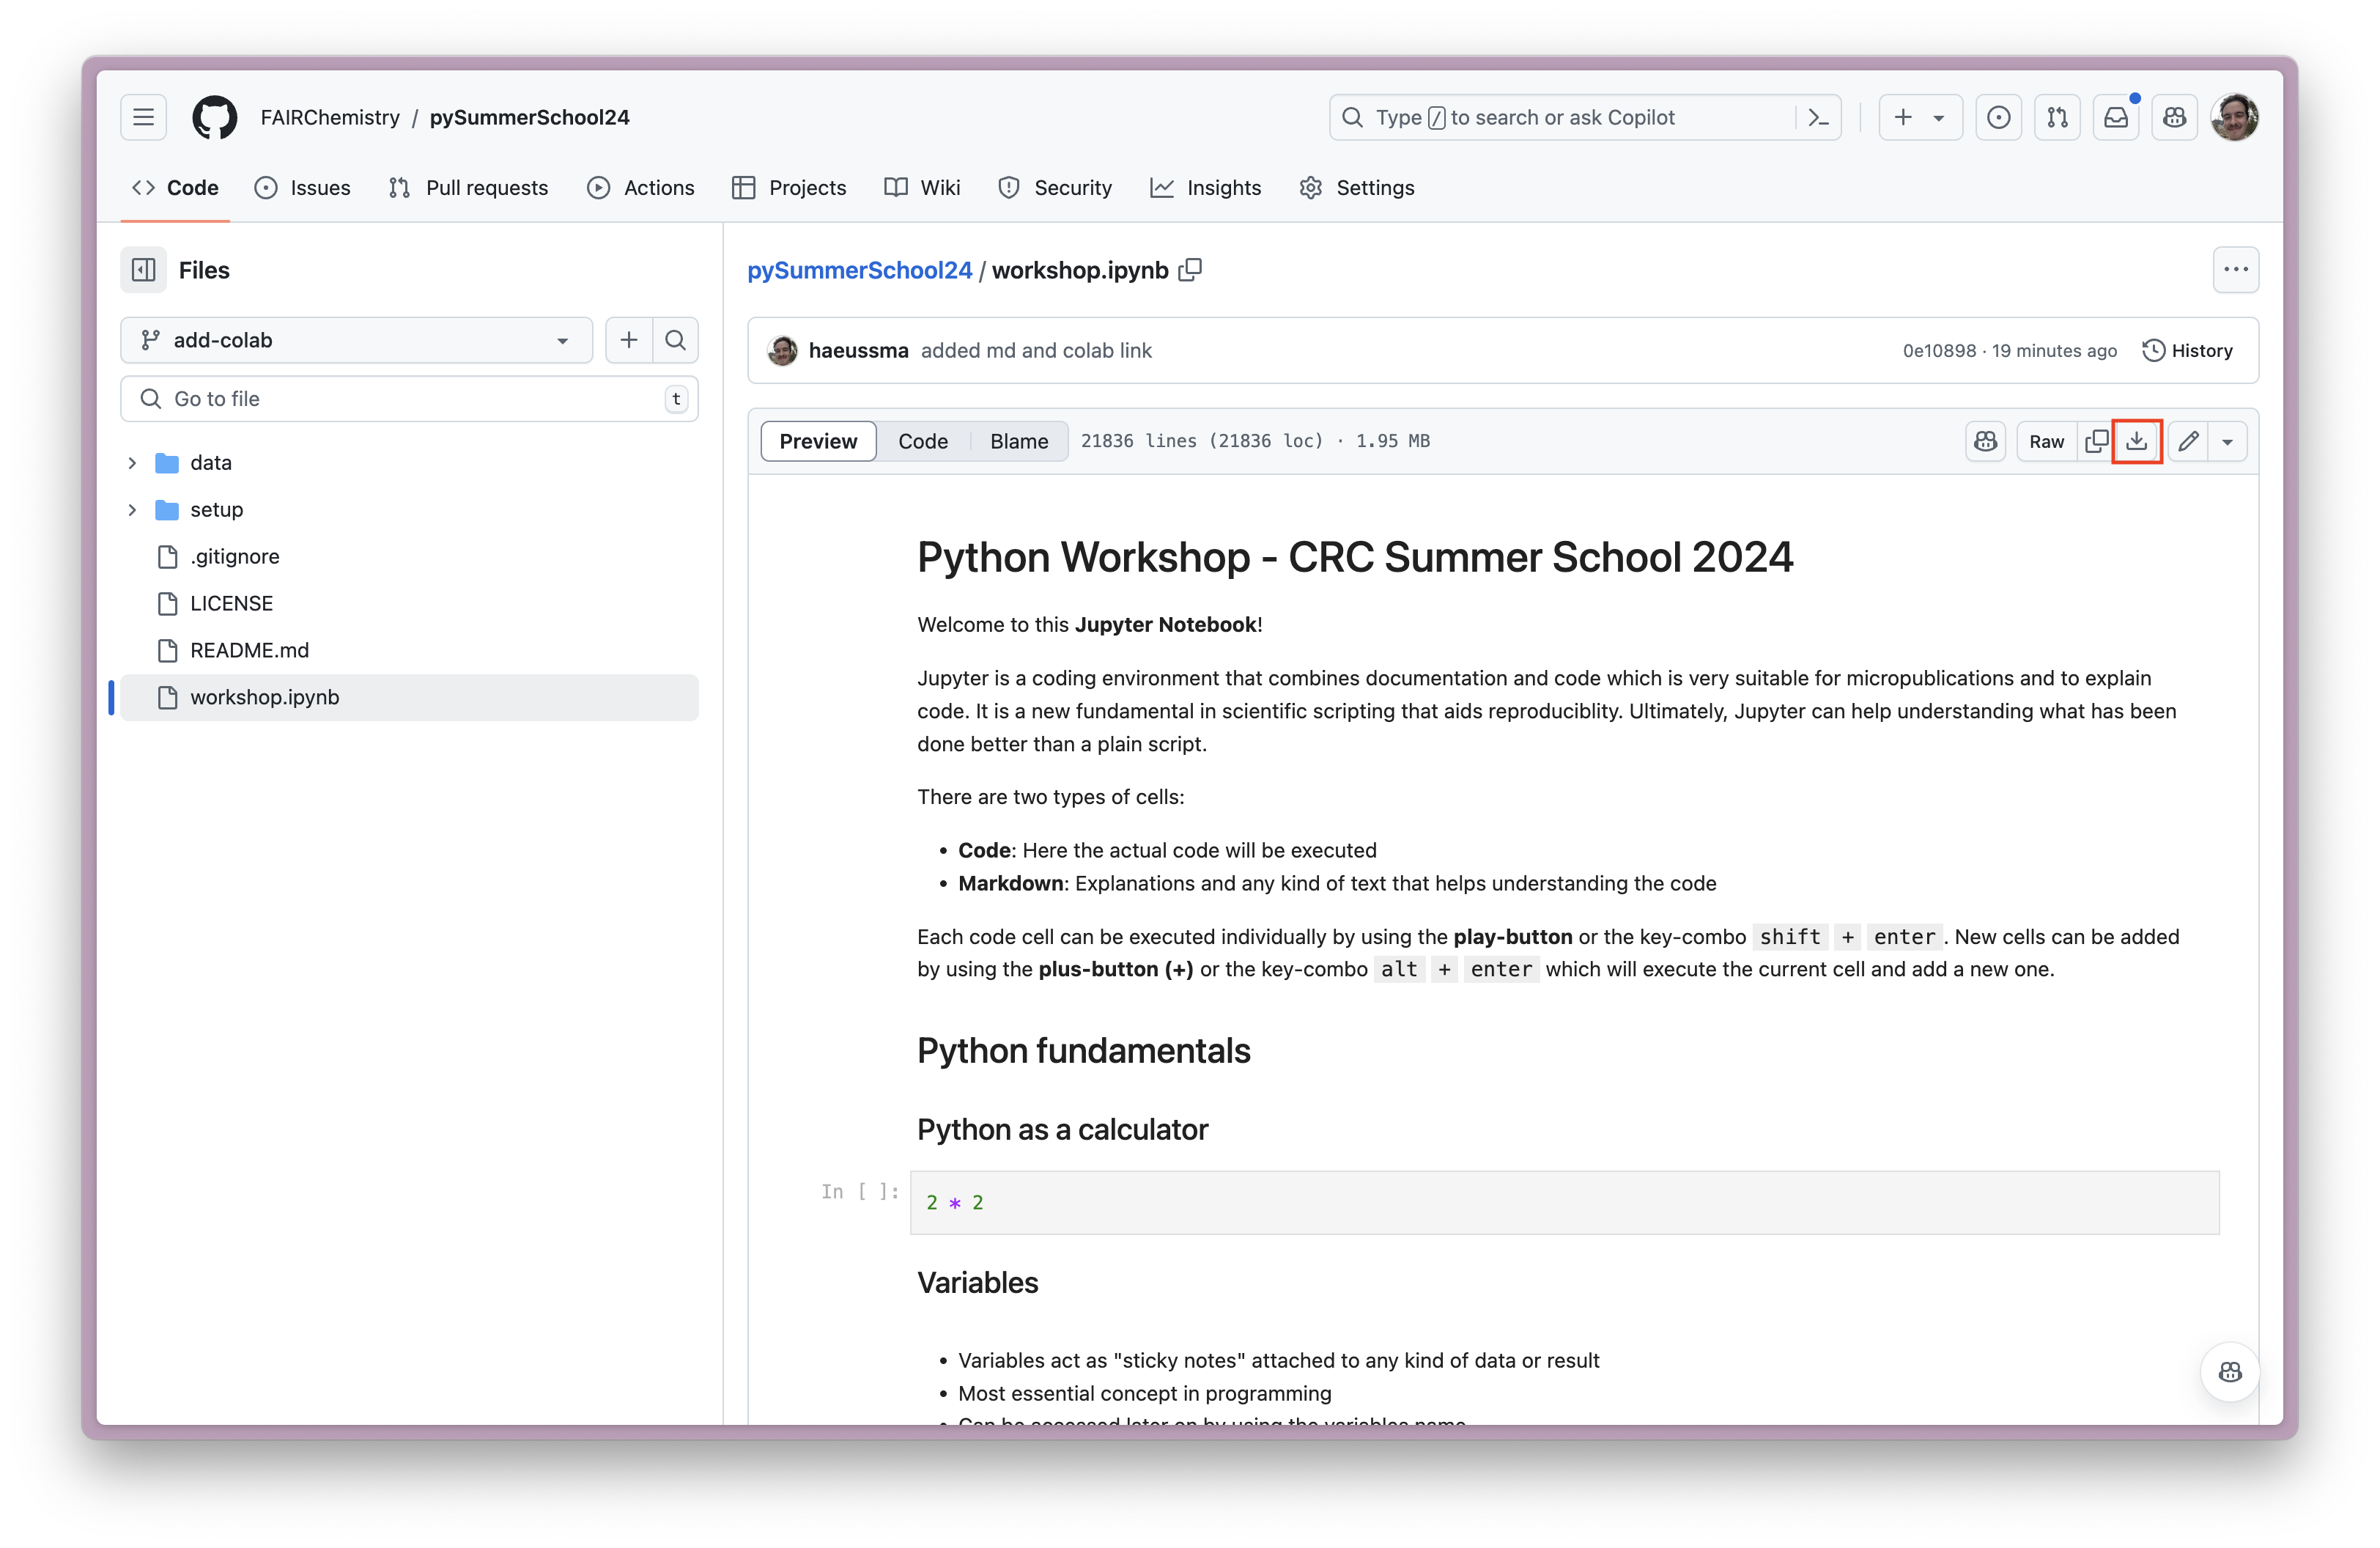 FAIRChemistry / pySummerSchool24
Type / to search or ask Copilot
Code
Issues
Pull requests
Actions
Projects
Wiki
Security
Insights
Settings
Files
add-colab
Go to file
t
data
setup
.gitignore
LICENSE
README.md
workshop.ipynb
pySummerSchool24 / workshop.ipynb
haeussma added md and colab link
0e10898 · 19 minutes ago
History
Preview
Code
Blame
21836 lines (21836 loc) · 1.95 MB
Raw
Python Workshop - CRC Summer School 2024
Welcome to this Jupyter Notebook!
Jupyter is a coding environment that combines documentation and code which is very suitable for micropublications and to explain
code. It is a new fundamental in scientific scripting that aids reproduciblity. Ultimately, Jupyter can help understanding what has been
done better than a plain script.
There are two types of cells:
• Code: Here the actual code will be executed
• Markdown: Explanations and any kind of text that helps understanding the code
Each code cell can be executed individually by using the play-button or the key-combo shift + enter . New cells can be added
by using the plus-button (+) or the key-combo alt + enter which will execute the current cell and add a new one.
Python fundamentals
Python as a calculator
In [ ]:
2 * 2
Variables
• Variables act as "sticky notes" attached to any kind of data or result
• Most essential concept in programming
• Can be accessed later on by using the variables name